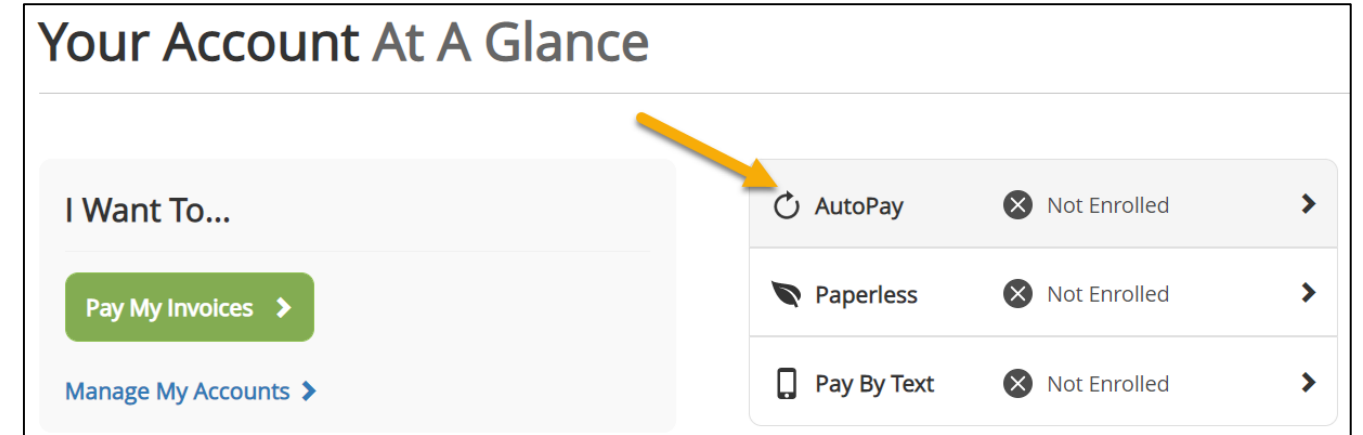 Your Account At A Glance
I Want To...
Pay My Invoices
Manage My Accounts
AutoPay Not Enrolled
Paperless Not Enrolled
Pay By Text Not Enrolled